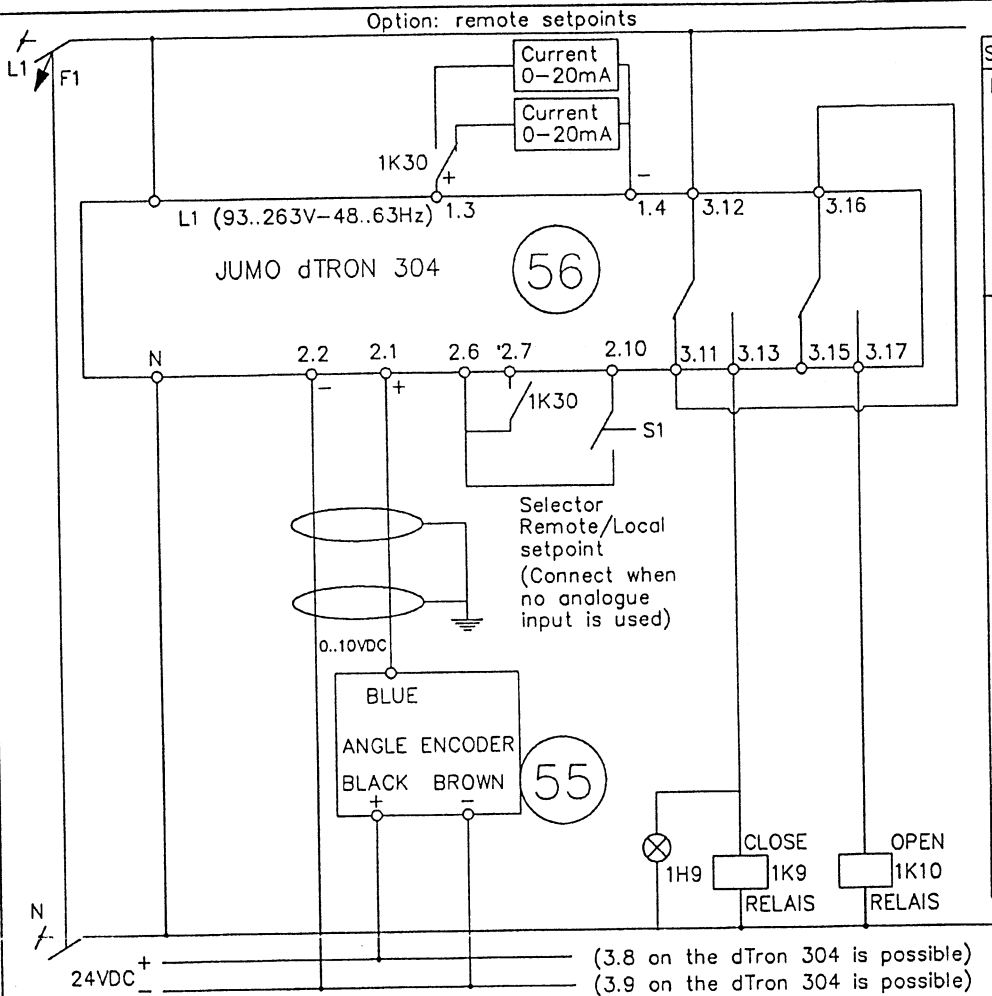 Option: remote setpoints
L1
F1
Current
0-20mA
Current
0-20mA
1K30
+
-
L1 (93..263V-48..63Hz)
1.3
1.4
3.12
3.16
JUMO dTRON 304
56
N
2.2
2.1
2.6
'2.7
2.10
3.11
3.13
3.15
3.17
-
+
1K30
S1
Selector
Remote/Local
setpoint
(Connect when
no analogue
input is used)
0..10VDC
BLUE
ANGLE ENCODER
BLACK BROWN
+
-
55
1H9
CLOSE
1K9
RELAIS
OPEN
1K10
RELAIS
N
24VDC
+
-
(3.8 on the dTron 304 is possible)
(3.9 on the dTron 304 is possible)